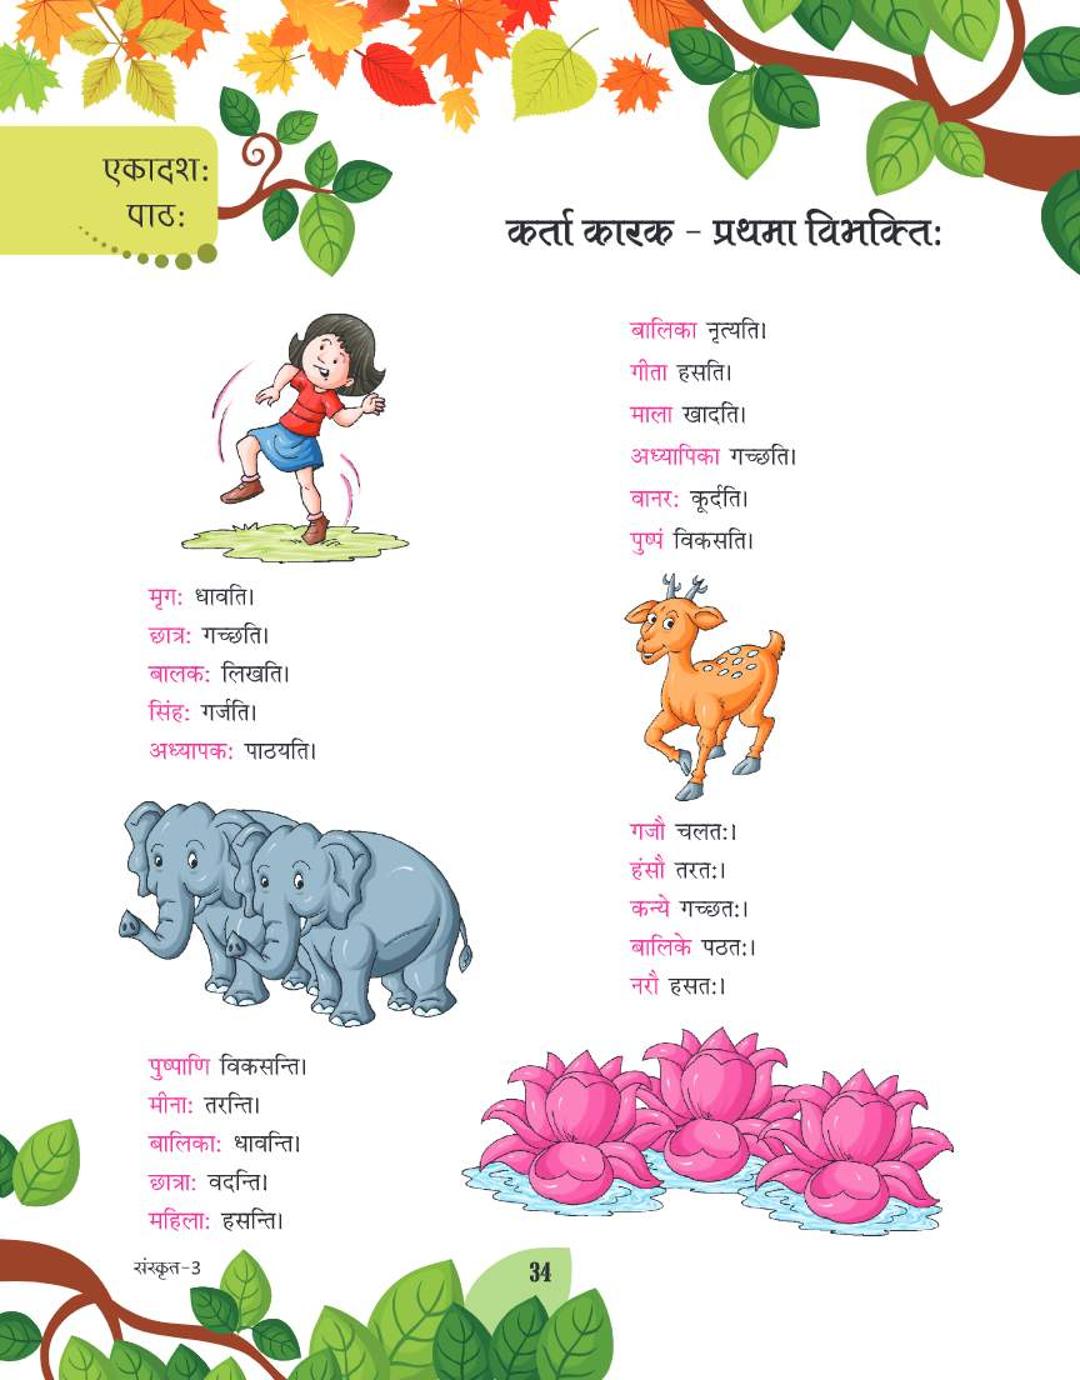 एकादश:
पाठ:
कर्ता कारक - प्रथमा विभक्ति:
बालिका नृत्यति।
गीता हसति।
माला खादति।
अध्यापिका गच्छति।
वानर: कूर्दति।
पुष्पं विकसति।
मृग: धावति।
छात्र: गच्छति।
बालक: लिखति।
सिंह: गर्जति।
अध्यापक: पाठयति।
गजौ चलत:।
हंसौ तरत:।
कन्ये गच्छत:।
बालिके पठत:।
नरौ हसत:।
पुष्पाणि विकसन्ति।
मीना: तरन्ति।
बालिका: धावन्ति।
छात्रा: वदन्ति।
महिला: हसन्ति।
संस्कृत-3
34